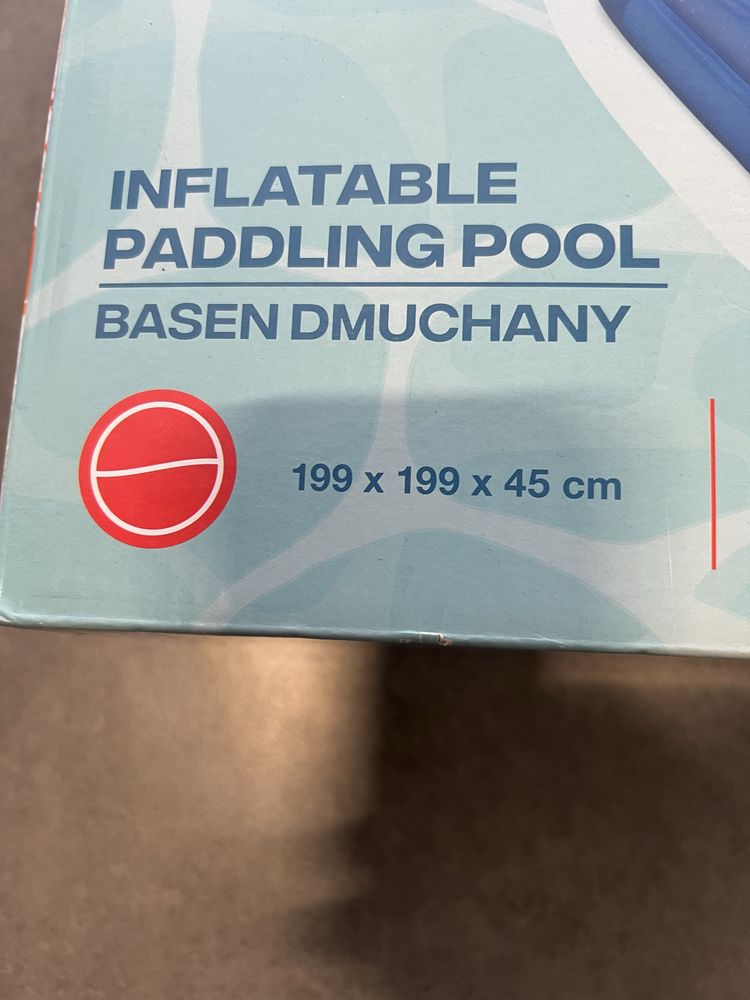 INFLATABLE
PADDLING POOL
BASEN DMUCHANY
199 x 199 x 45 cm